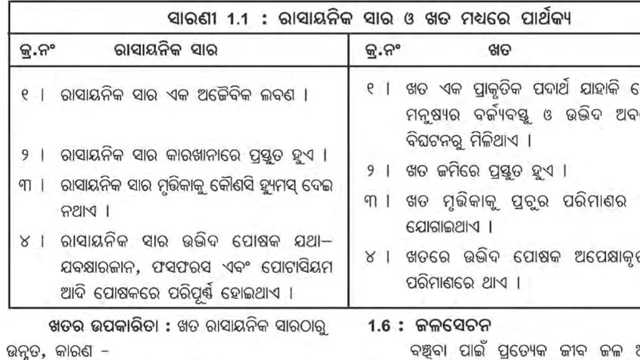 ସାରଣୀ 1.1 : ରାସାୟନିକ ସାର ଓ ଖତ ମଧ୍ୟରେ ପାର୍ଥକ୍ୟ
କ୍ର.ନଂ ରାସାୟନିକ ସାର
୧ । ରାସାୟନିକ ସାର ଏକ ଅଜୈବିକ ଲବଣ ।
୨ । ରାସାୟନିକ ସାର କାରଖାନାରେ ପ୍ରସ୍ତୁତ ହୁଏ ।
୩ । ରାସାୟନିକ ସାର ମୃତ୍ତିକାକୁ କୌଣସି ହ୍ୟୁମସ୍ ଦେଇ
ନଥାଏ ।
୪ । ରାସାୟନିକ ସାର ଉଦ୍ଭିଦ ପୋଷକ ଯଥା–
ଯବକ୍ଷାରଜାନ, ଫସଫରସ ଏବଂ ପୋଟାସିୟମ
ଆଦି ପୋଷକରେ ପରିପୂର୍ଣ୍ଣ ହୋଇଥାଏ ।
କ୍ର.ନଂ ଖତ
୧ । ଖତ ଏକ ପ୍ରାକୃତିକ ପଦାର୍ଥ ଯାହାକି
ମନୁଷ୍ୟର ବର୍ଜ୍ୟବସ୍ତୁ ଓ ଉଦ୍ଭିଦ
ବିଘଟନରୁ ମିଳିଥାଏ ।
୨ । ଖତ ଜମିରେ ପ୍ରସ୍ତୁତ ହୁଏ ।
୩ । ଖତ ମୃତ୍ତିକାକୁ ପ୍ରଚୁର ପରିମାଣର
ଯୋଗାଇଥାଏ ।
୪ । ଖତରେ ଉଦ୍ଭିଦ ପୋଷକ
ପରିମାଣରେ ଥାଏ ।
ଖତର ଉପକାରିତା : ଖତ ରାସାୟନିକ ସାରଠାରୁ
ଉନ୍ନତ, କାରଣ –
1.6 : ଜଳସେଚନ
ବଞ୍ଚିବା ପାଇଁ ପ୍ରତ୍ୟେକ ଜୀବ ଜଳ